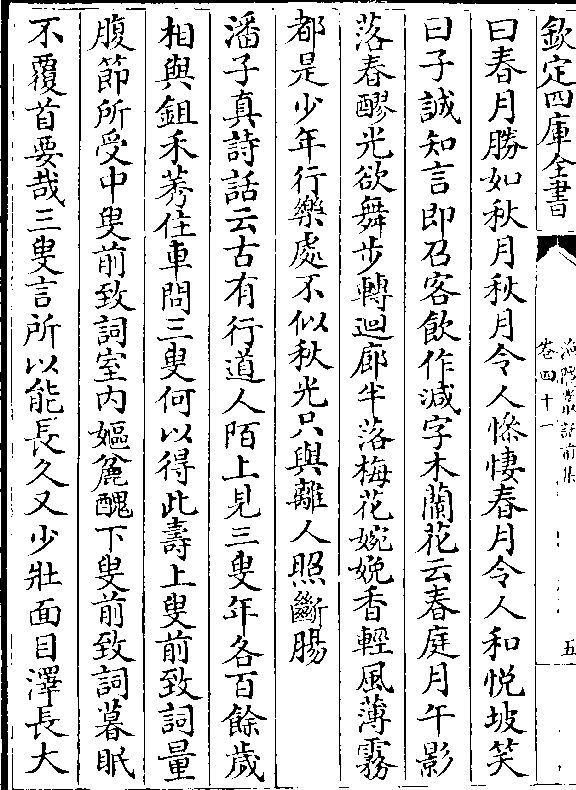 欽定四庫全書
漁隱叢話前集
卷四十一
五
曰春月勝如秋月秋月令人慘悽春月令人和悅坡笑
曰子誠知言即召客飲作減字木蘭花云春庭月午影
落春醪光欲舞步轉迴廊半落梅花婉娩香輕風薄霧
都是少年行樂處不似秋光只與離人照斷腸
潘子真詩話云古有行道人陌上見三叟年各百餘歲
相與鉏禾莠住車問三叟何以得此壽上叟前致詞量
腹節所受中叟前致詞室內嫗麄醜下叟前致詞暮眠
不覆首要哉三叟言所以能長久又少壯面目澤長大